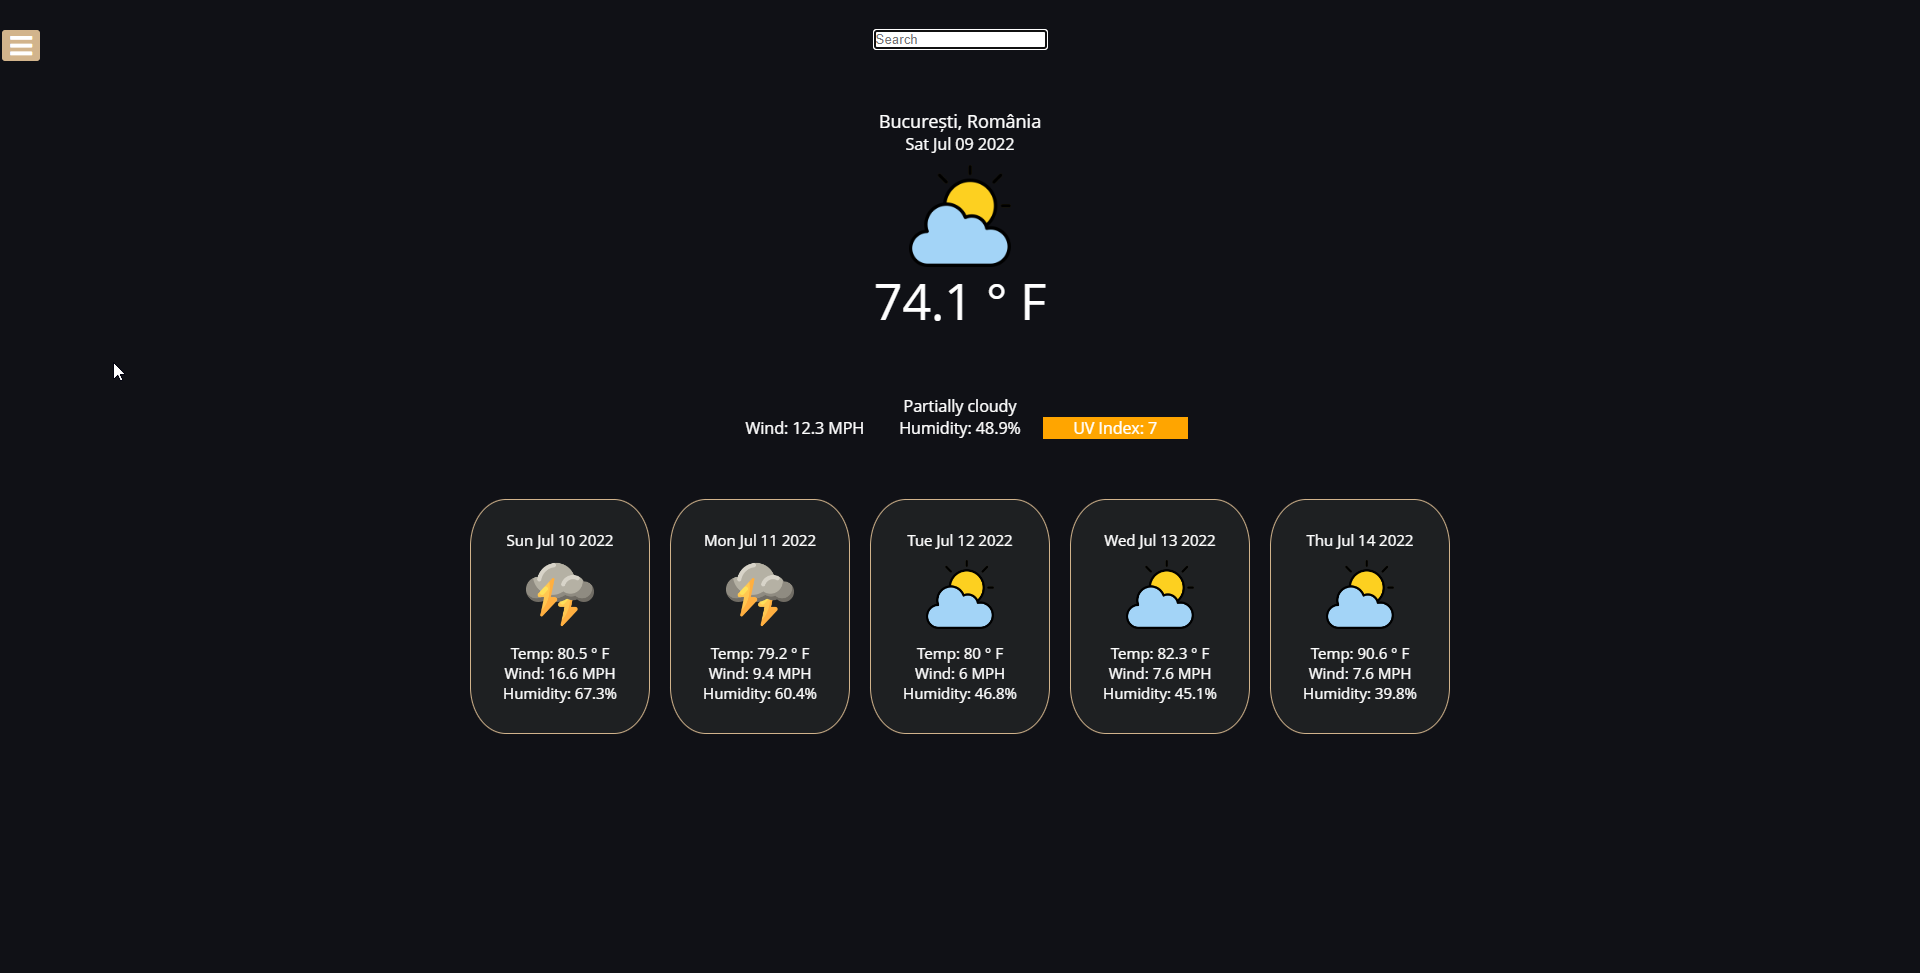 Search
București, România
Sat Jul 09 2022
74.1 ° F
Partially cloudy
Wind: 12.3 MPH
Humidity: 48.9%
UV Index: 7
Sun Jul 10 2022
Temp: 80.5 ° F
Wind: 16.6 MPH
Humidity: 67.3%
Mon Jul 11 2022
Temp: 79.2 ° F
Wind: 9.4 MPH
Humidity: 60.4%
Tue Jul 12 2022
Temp: 80 ° F
Wind: 6 MPH
Humidity: 46.8%
Wed Jul 13 2022
Temp: 82.3 ° F
Wind: 7.6 MPH
Humidity: 45.1%
Thu Jul 14 2022
Temp: 90.6 ° F
Wind: 7.6 MPH
Humidity: 39.8%